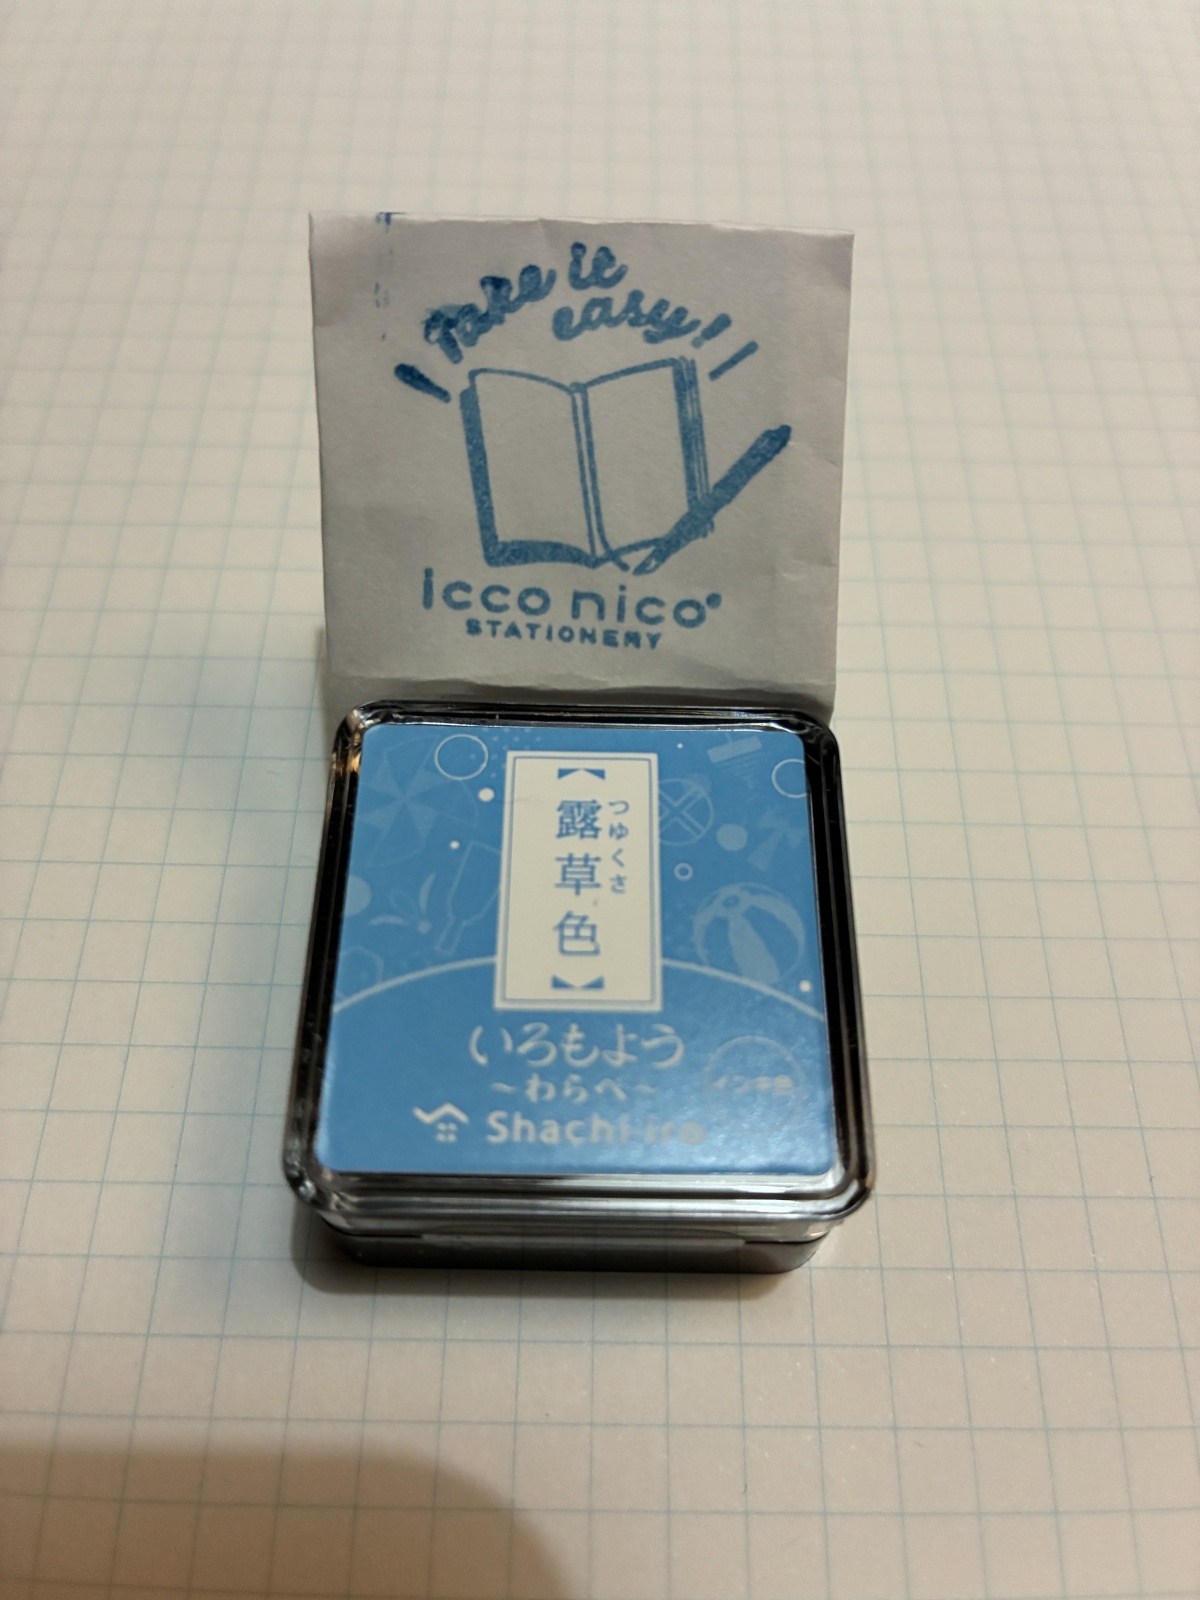 Take it
easy!
icco nico
STATIONERY
【露草色】
つゆくさ
いろもよう
～わらべ～
Shachi-iro